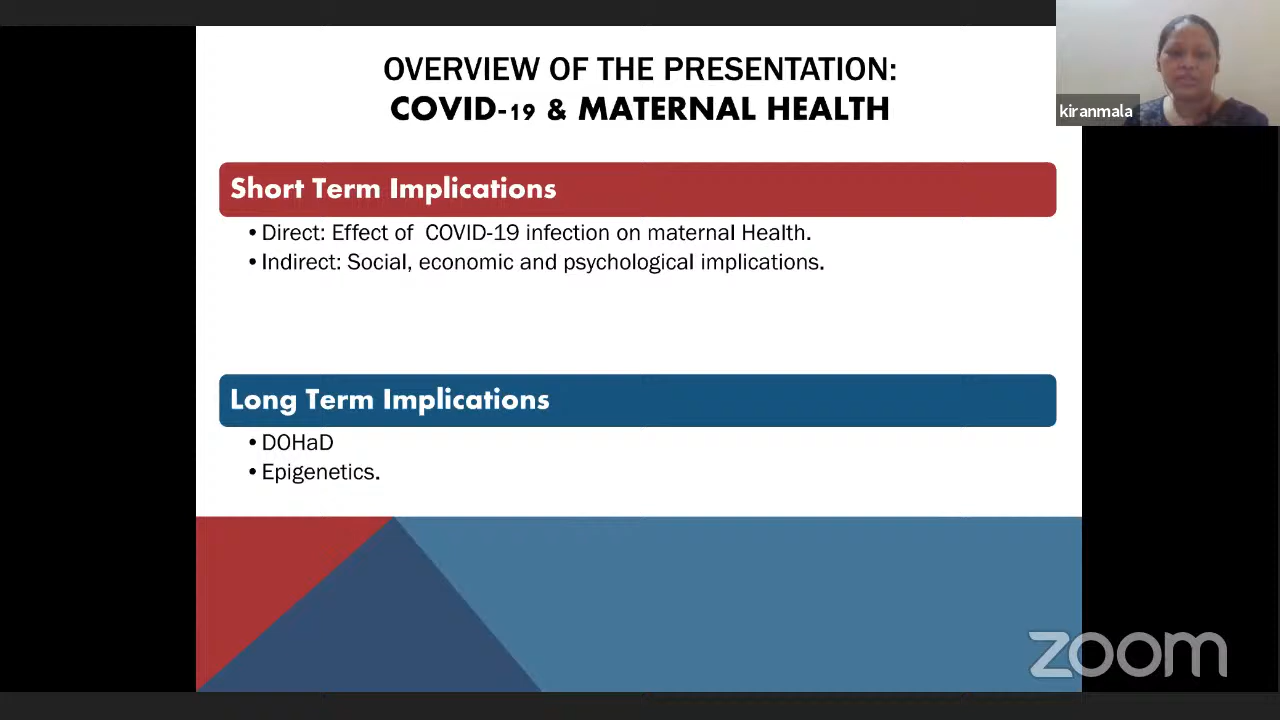 OVERVIEW OF THE PRESENTATION:
COVID-19 & MATERNAL HEALTH
kiranmala
Short Term Implications
• Direct: Effect of COVID-19 infection on maternal Health.
• Indirect: Social, economic and psychological implications.
Long Term Implications
• DOHaD
• Epigenetics.
zoom